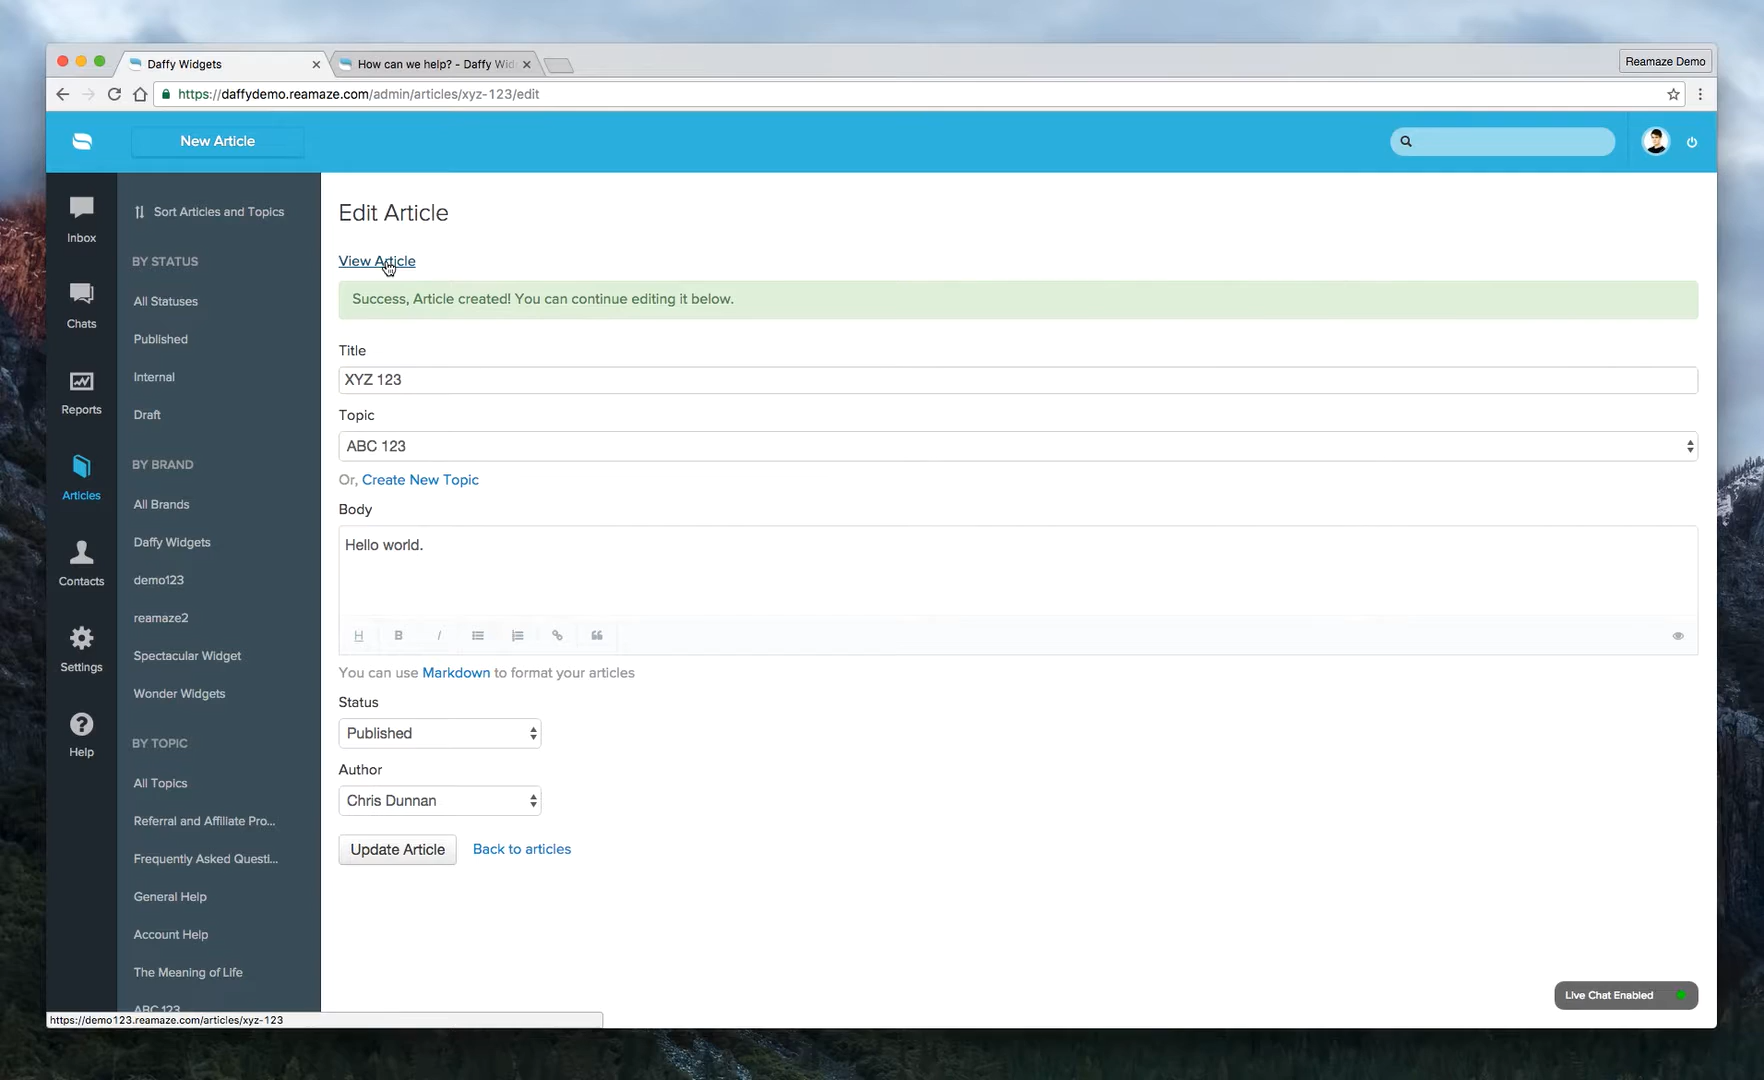 Daffy Widgets
How can we help? - Daffy Wid
Reamaze Demo
https://daffydemo.reamaze.com/admin/articles/xyz-123/edit
New Article
Inbox
Chats
Reports
Articles
Contacts
Settings
Help
Sort Articles and Topics
BY STATUS
All Statuses
Published
Internal
Draft
BY BRAND
All Brands
Daffy Widgets
demo123
reamaze2
Spectacular Widget
Wonder Widgets
BY TOPIC
All Topics
Referral and Affiliate Pro...
Frequently Asked Questi...
General Help
Account Help
The Meaning of Life
ABC 123
Edit Article
View Article
Success, Article created! You can continue editing it below.
Title
XYZ 123
Topic
ABC 123
Or, Create New Topic
Body
Hello world.
H B I
You can use Markdown to format your articles
Status
Published
Author
Chris Dunnan
Update Article Back to articles
Live Chat Enabled
https://demo123.reamaze.com/articles/xyz-123